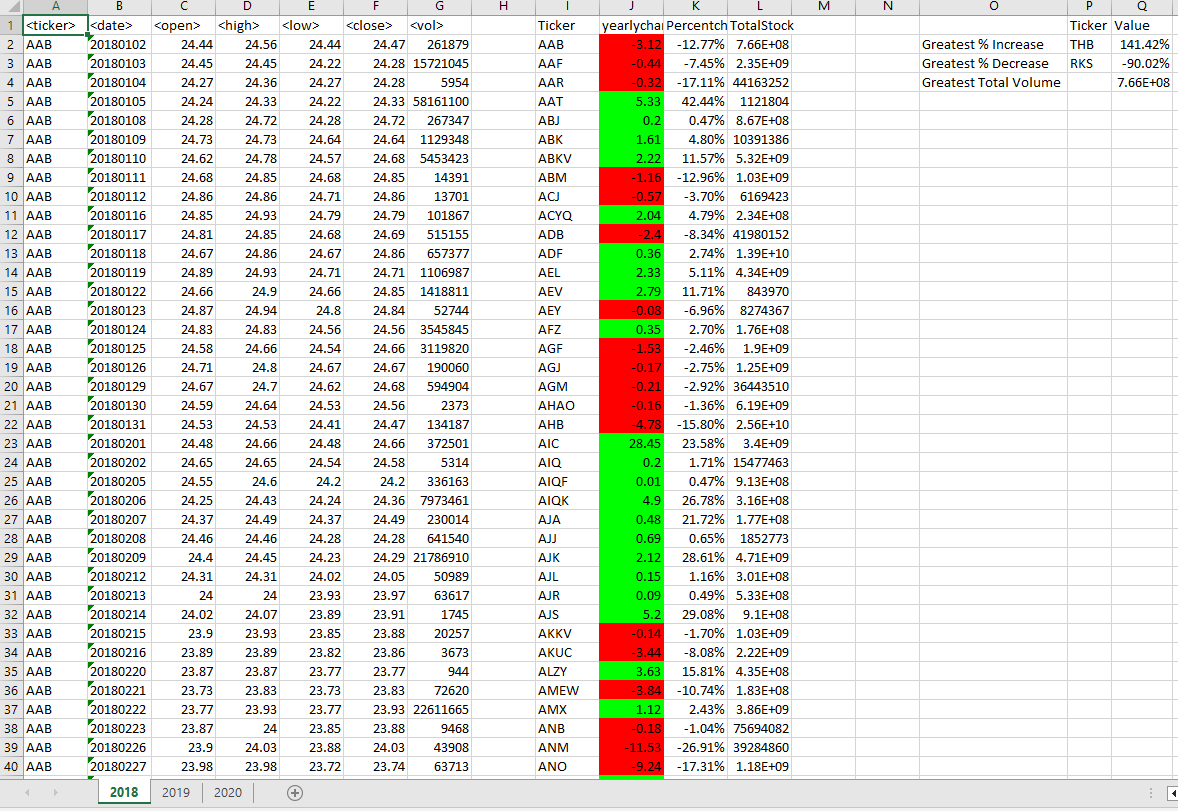 A B C D E F G H I J K L M N O P Q
1 <ticker> <date> <open> <high> <low> <close> <vol> Ticker yearlychai Percentch TotalStock Ticker Value
2 AAB 20180102 24.44 24.56 24.44 24.47 261879 AAB -3.12 -12.77% 7.66E+08 Greatest % Increase THB 141.42%
3 AAB 20180103 24.45 24.45 24.22 24.28 15721045 AAF -0.44 -7.45% 2.35E+09 Greatest % Decrease RKS -90.02%
4 AAB 20180104 24.27 24.36 24.27 24.28 5954 AAR -0.32 -17.11% 44163252 Greatest Total Volume 7.66E+08
5 AAB 20180105 24.24 24.33 24.22 24.33 58161100 AAT 5.33 42.44% 1121804
6 AAB 20180108 24.28 24.72 24.28 24.72 267347 ABJ 0.2 0.47% 8.67E+08
7 AAB 20180109 24.73 24.73 24.64 24.64 1129348 ABK 1.61 4.80% 10391386
8 AAB 20180110 24.62 24.78 24.57 24.68 5453423 ABKV 2.22 11.57% 5.32E+09
9 AAB 20180111 24.68 24.85 24.68 24.85 14391 ABM -1.16 -12.96% 1.03E+09
10 AAB 20180112 24.86 24.86 24.71 24.86 13701 ACJ -0.57 -3.70% 6169423
11 AAB 20180116 24.85 24.93 24.79 24.79 101867 ACYQ 2.04 4.79% 2.34E+08
12 AAB 20180117 24.81 24.85 24.68 24.69 515155 ADB -2.4 -8.34% 41980152
13 AAB 20180118 24.67 24.86 24.67 24.86 657377 ADF 0.36 2.74% 1.39E+10
14 AAB 20180119 24.89 24.93 24.71 24.71 1106987 AEL 2.33 5.11% 4.34E+09
15 AAB 20180122 24.66 24.9 24.66 24.85 1418811 AEV 2.79 11.71% 843970
16 AAB 20180123 24.87 24.94 24.8 24.84 52744 AEY -0.08 -6.96% 8274367
17 AAB 20180124 24.83 24.83 24.56 24.56 3545845 AFZ 0.35 2.70% 1.76E+08
18 AAB 20180125 24.58 24.66 24.54 24.66 3119820 AGF -1.53 -2.46% 1.9E+09
19 AAB 20180126 24.71 24.8 24.67 24.67 190060 AGJ -0.17 -2.75% 1.25E+09
20 AAB 20180129 24.67 24.7 24.62 24.68 594904 AGM -0.21 -2.92% 36443510
21 AAB 20180130 24.59 24.64 24.53 24.56 2373 AHAO -0.16 -1.36% 6.19E+09
22 AAB 20180131 24.53 24.53 24.41 24.47 134187 AHB -4.78 -15.80% 2.56E+10
23 AAB 20180201 24.48 24.66 24.48 24.66 372501 AIC 28.45 23.58% 3.4E+09
24 AAB 20180202 24.65 24.65 24.54 24.58 5314 AIQ 0.2 1.71% 15477463
25 AAB 20180205 24.55 24.6 24.2 24.2 336163 AIQF 0.01 0.47% 9.13E+08
26 AAB 20180206 24.25 24.43 24.24 24.36 7973461 AIQK 4.9 26.78% 3.16E+08
27 AAB 20180207 24.37 24.49 24.37 24.49 230014 AJA 0.48 21.72% 1.77E+08
28 AAB 20180208 24.46 24.46 24.28 24.28 641540 AJJ 0.69 0.65% 1852773
29 AAB 20180209 24.4 24.45 24.23 24.29 21786910 AJK 2.12 28.61% 4.71E+09
30 AAB 20180212 24.31 24.31 24.02 24.05 50989 AJL 0.15 1.16% 3.01E+08
31 AAB 20180213 24 24 23.93 23.97 63617 AJR 0.09 0.49% 5.33E+08
32 AAB 20180214 24.02 24.07 23.89 23.91 1745 AJS 5.2 29.08% 9.1E+08
33 AAB 20180215 23.9 23.93 23.85 23.88 20257 AKKV -0.14 -1.70% 1.03E+09
34 AAB 20180216 23.89 23.89 23.82 23.86 3673 AKUC -3.44 -8.08% 2.22E+09
35 AAB 20180220 23.87 23.87 23.77 23.77 944 ALZY 3.63 15.81% 4.35E+08
36 AAB 20180221 23.73 23.83 23.73 23.83 72620 AMEW -3.84 -10.74% 1.83E+08
37 AAB 20180222 23.77 23.93 23.77 23.93 22611665 AMX 1.12 2.43% 3.86E+09
38 AAB 20180223 23.87 24 23.85 23.88 9468 ANB -0.18 -1.04% 75694082
39 AAB 20180226 23.9 24.03 23.88 24.03 43908 ANM -11.53 -26.91% 39284860
40 AAB 20180227 23.98 23.98 23.72 23.74 63713 ANO -9.24 -17.31% 1.18E+09
2018 2019 2020